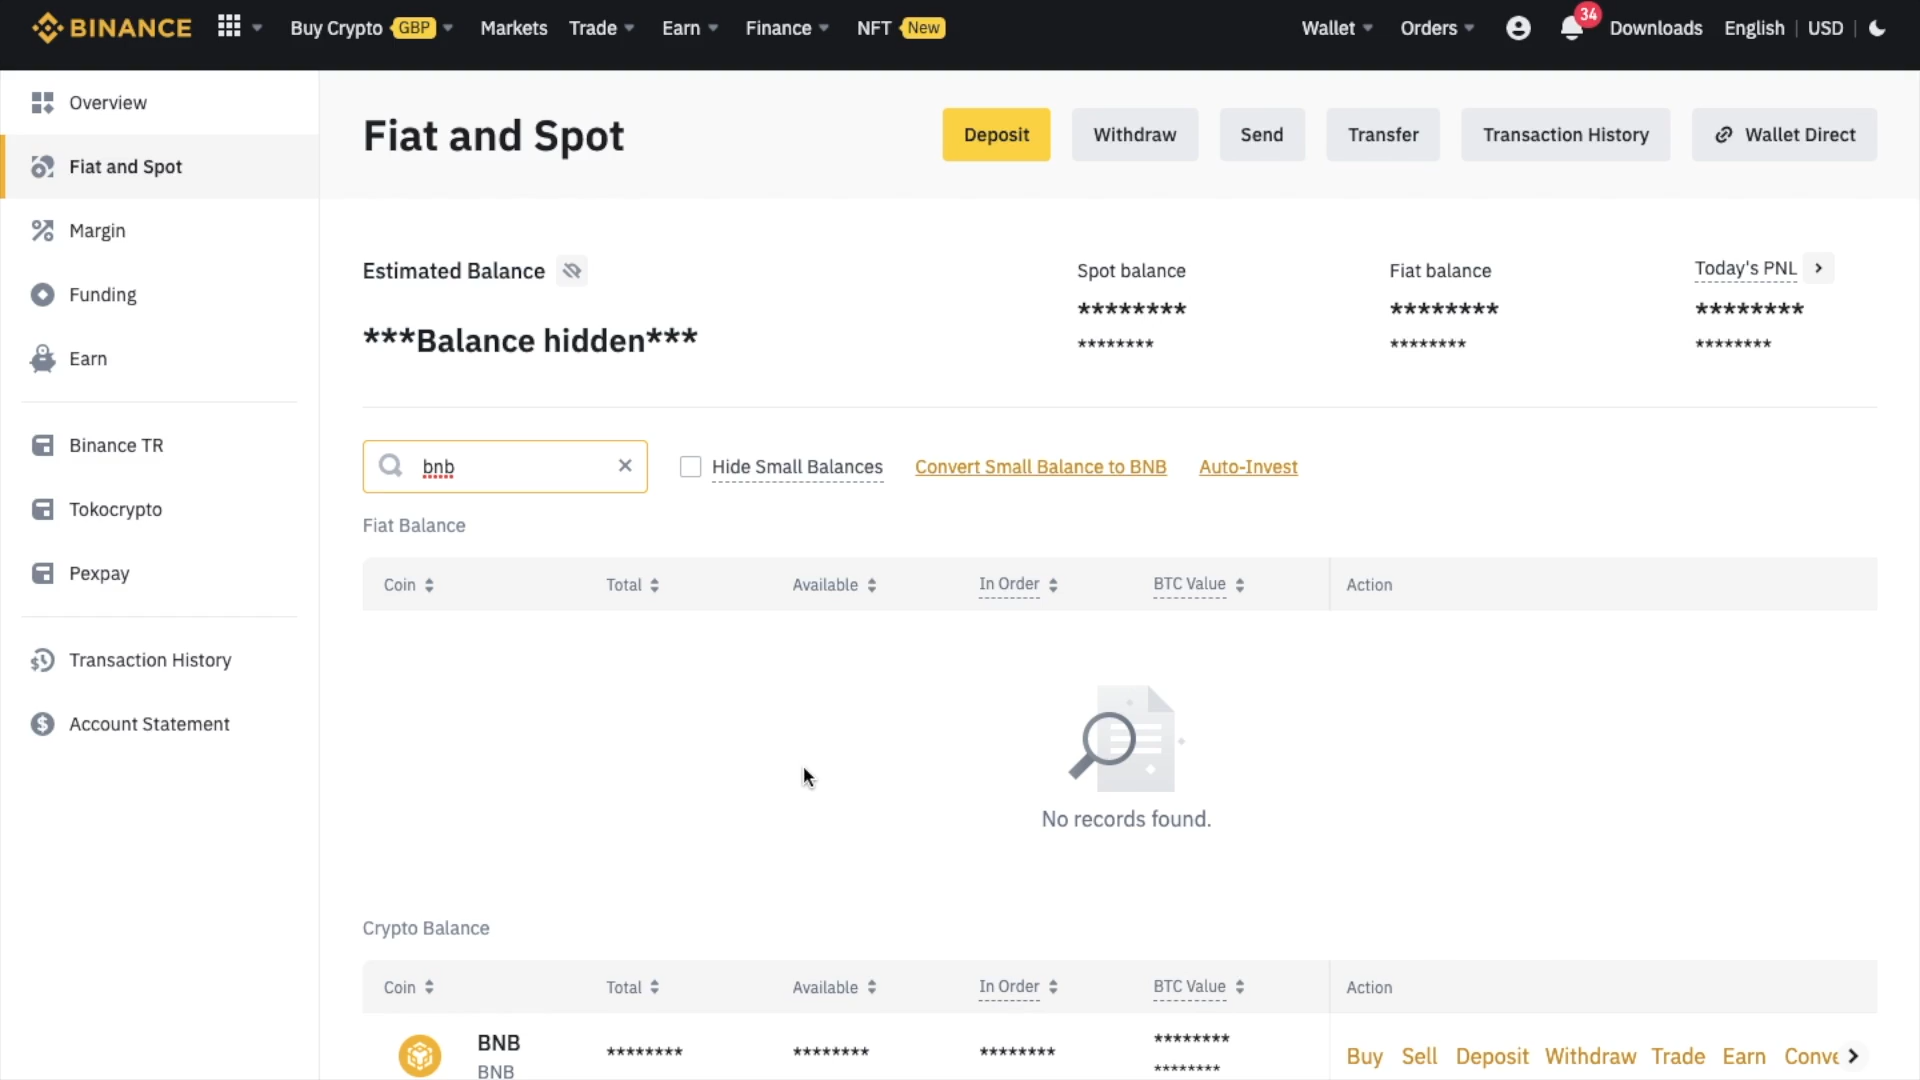 BINANCE
Buy Crypto GBP
Markets
Trade
Earn
Finance
NFT New
Wallet
Orders
34
Downloads
English | USD
Overview
Fiat and Spot
Margin
Funding
Earn
Binance TR
Tokocrypto
Pexpay
Transaction History
Account Statement
Fiat and Spot
Deposit
Withdraw
Send
Transfer
Transaction History
Wallet Direct
Estimated Balance
***Balance hidden***
Spot balance
********
********
Fiat balance
********
********
Today's PNL
********
********
bnb
Hide Small Balances
Convert Small Balance to BNB
Auto-Invest
Fiat Balance
Coin Total Available In Order BTC Value Action
No records found.
Crypto Balance
Coin Total Available In Order BTC Value Action
BNB
BNB
********
********
********
********
********
Buy Sell Deposit Withdraw Trade Earn Conve